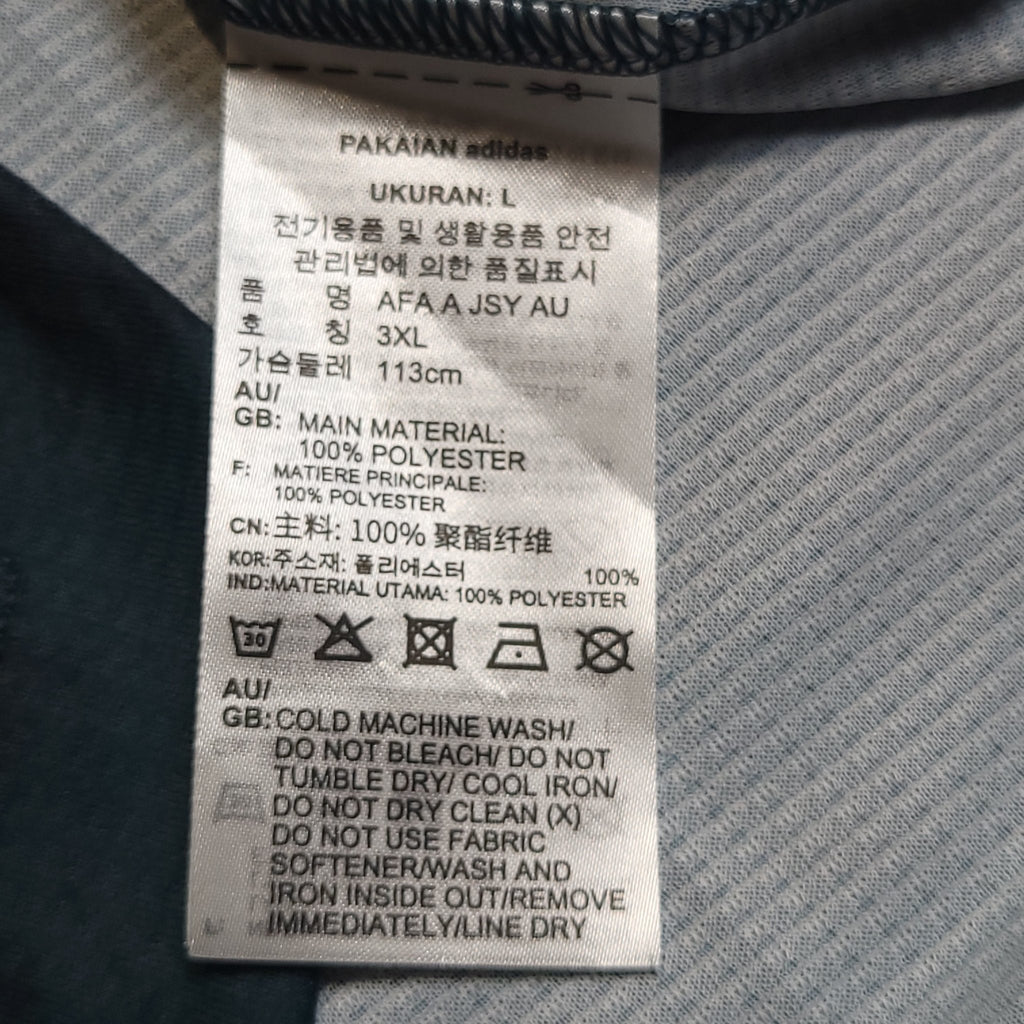 PAKAIAN adidas
UKURAN: L
전기용품 및 생활용품 안전
관리법에 의한 품질표시
품 명 AFA A JSY AU
호 칭 3XL
가슴둘레 113cm
AU/
GB: MAIN MATERIAL:
100% POLYESTER
F: MATIERE PRINCIPALE:
100% POLYESTER
CN: 主料: 100% 聚酯纤维
KOR: 주소재: 폴리에스터 100%
IND: MATERIAL UTAMA: 100% POLYESTER
30
AU/
GB: COLD MACHINE WASH/
DO NOT BLEACH/ DO NOT
TUMBLE DRY/ COOL IRON/
DO NOT DRY CLEAN (X)
DO NOT USE FABRIC
SOFTENER/WASH AND
IRON INSIDE OUT/REMOVE
IMMEDIATELY/LINE DRY